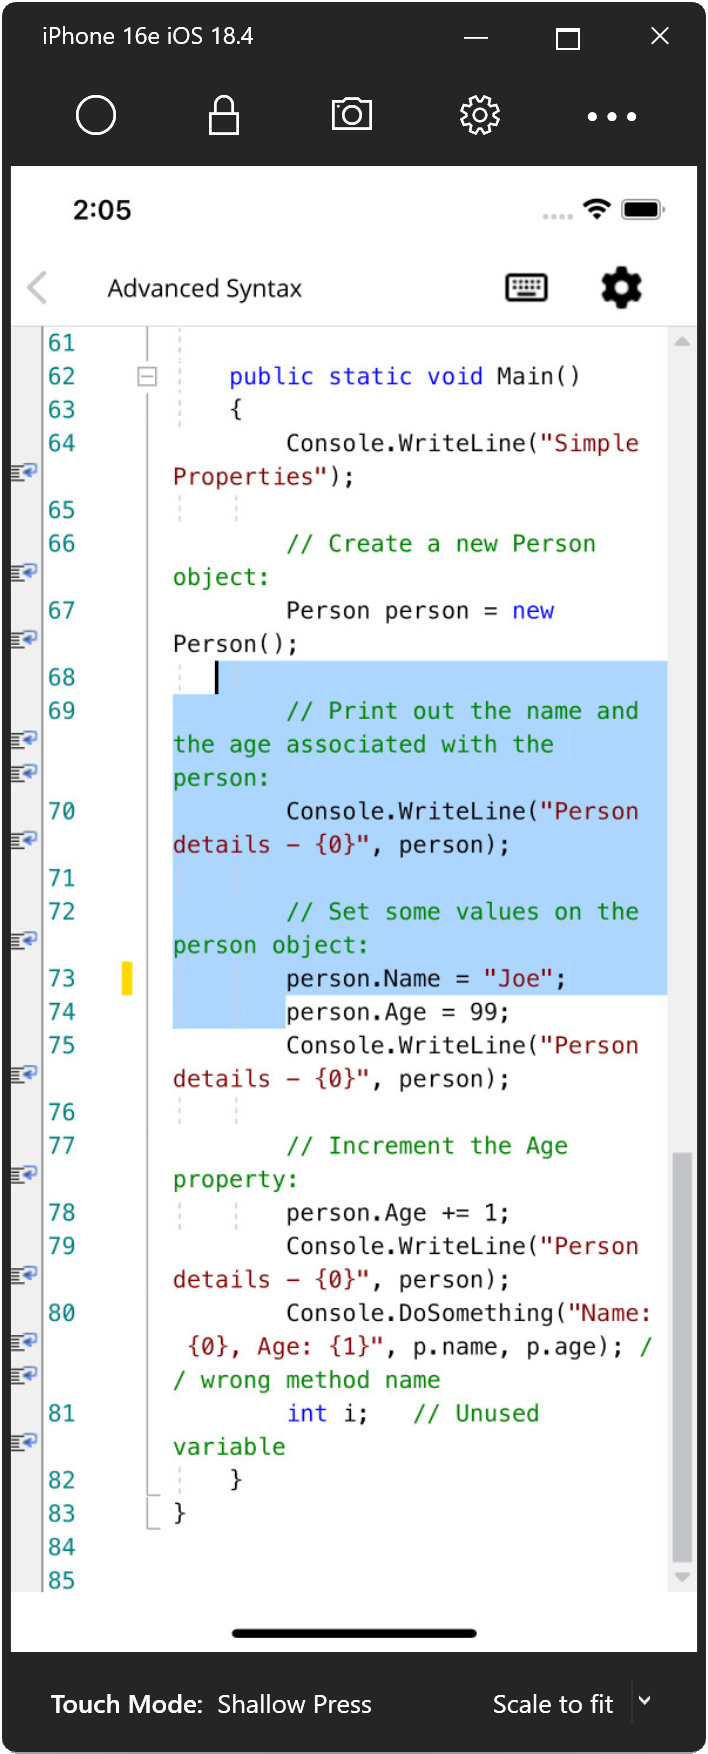 iPhone 16e iOS 18.4
2:05
Advanced Syntax
61
62 public static void Main()
63 {
64 Console.WriteLine("Simple
Properties");
65
66 // Create a new Person
object:
67 Person person = new
Person();
68
69 // Print out the name and
the age associated with the
person:
70 Console.WriteLine("Person
details - {0}", person);
71
72 // Set some values on the
person object:
73 person.Name = "Joe";
74 person.Age = 99;
75 Console.WriteLine("Person
details - {0}", person);
76
77 // Increment the Age
property:
78 person.Age += 1;
79 Console.WriteLine("Person
details - {0}", person);
80 Console.DoSomething("Name:
{0}, Age: {1}", p.name, p.age); /
/ wrong method name
81 int i; // Unused
variable
82 }
83 }
84
85
Touch Mode: Shallow Press Scale to fit